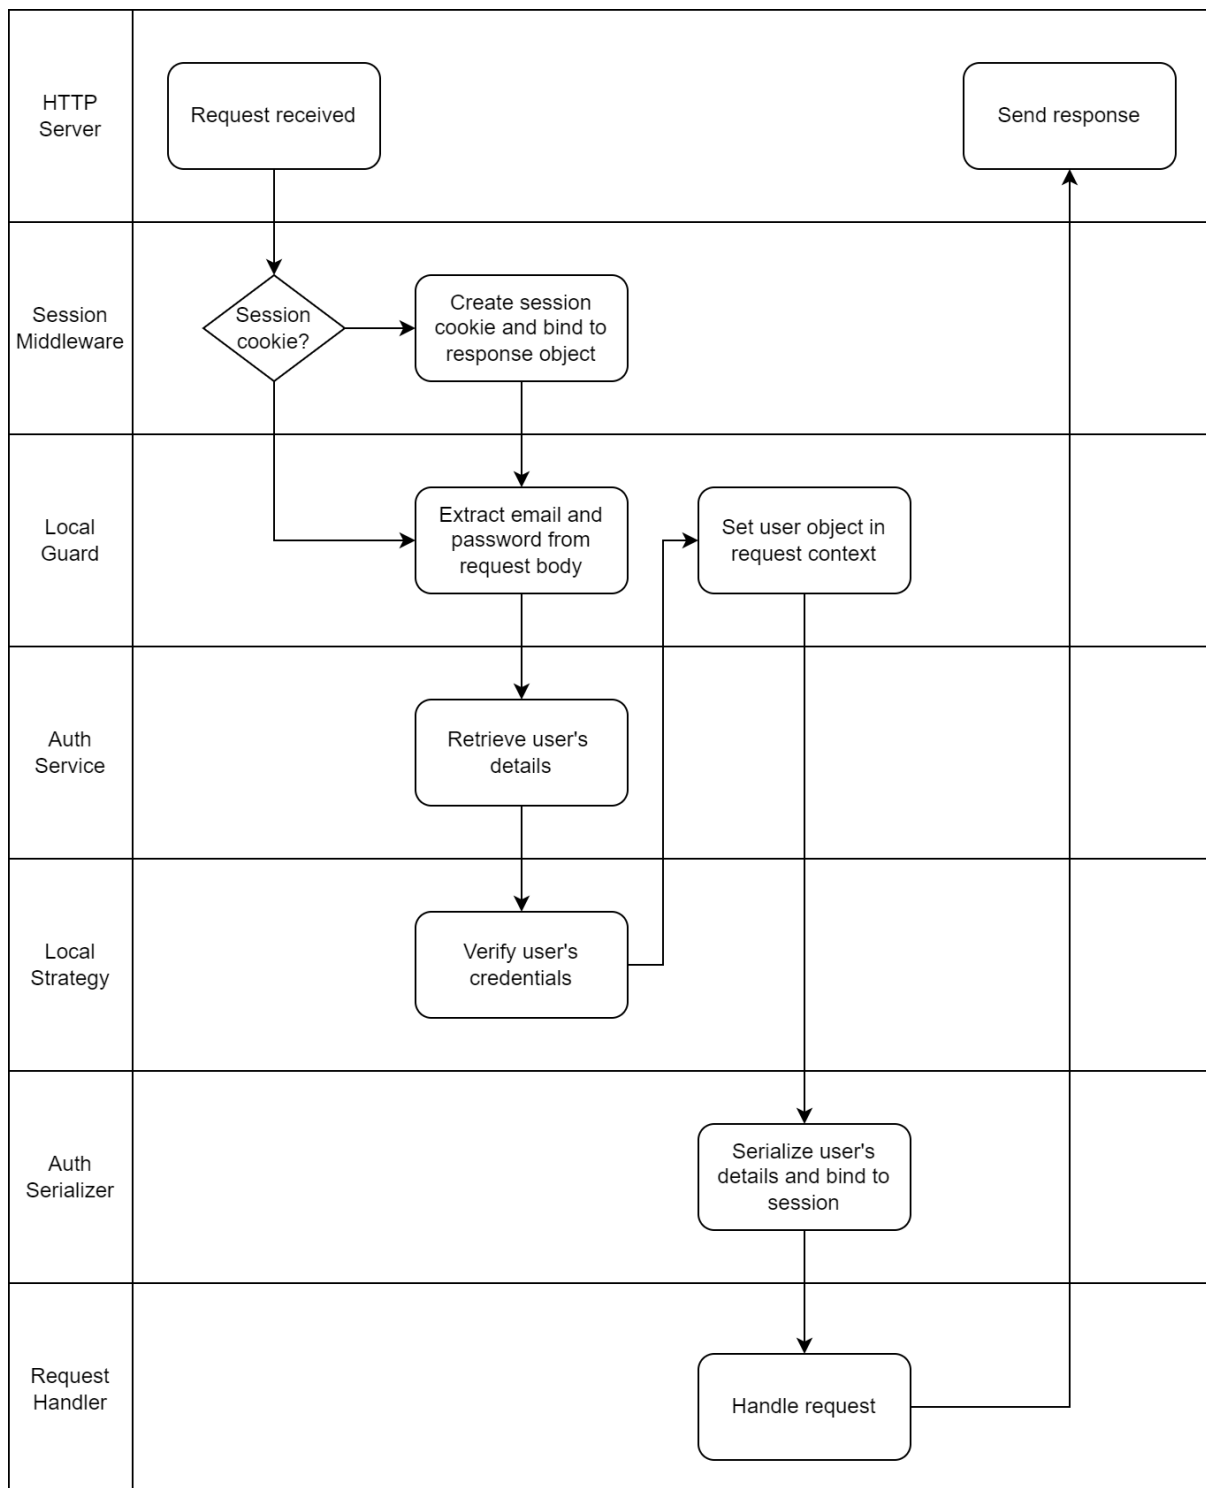 HTTP
Server
Request received
Send response
Session
Middleware
Session
cookie?
Create session
cookie and bind to
response object
Local
Guard
Extract email and
password from
request body
Set user object in
request context
Auth
Service
Retrieve user's
details
Local
Strategy
Verify user's
credentials
Auth
Serializer
Serialize user's
details and bind to
session
Request
Handler
Handle request